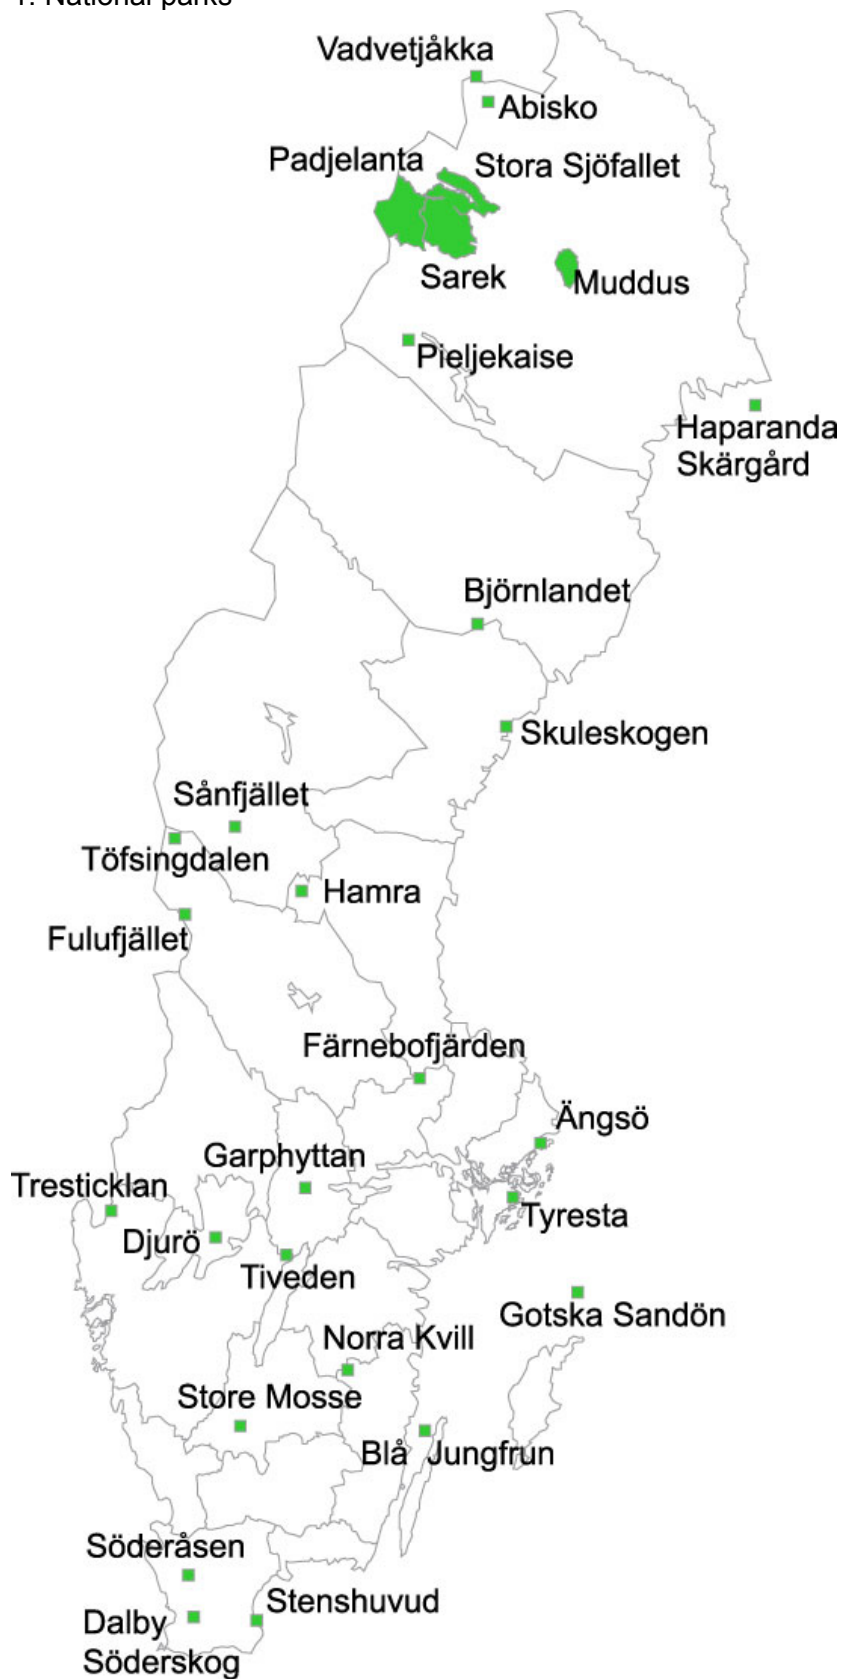 1. National parks
Vadvetjåkka
Abisko
Padjelanta
Stora Sjöfallet
Sarek
Muddus
Pieljekaise
Haparanda
Skärgård
Björnlandet
Skuleskogen
Sånfjället
Töfsingdalen
Hamra
Fulufjället
Färnebofjärden
Ängsö
Garphyttan
Tresticklan
Tyresta
Djurö
Tiveden
Gotska Sandön
Norra Kvill
Store Mosse
Blå Jungfrun
Söderåsen
Stenshuvud
Dalby
Söderskog